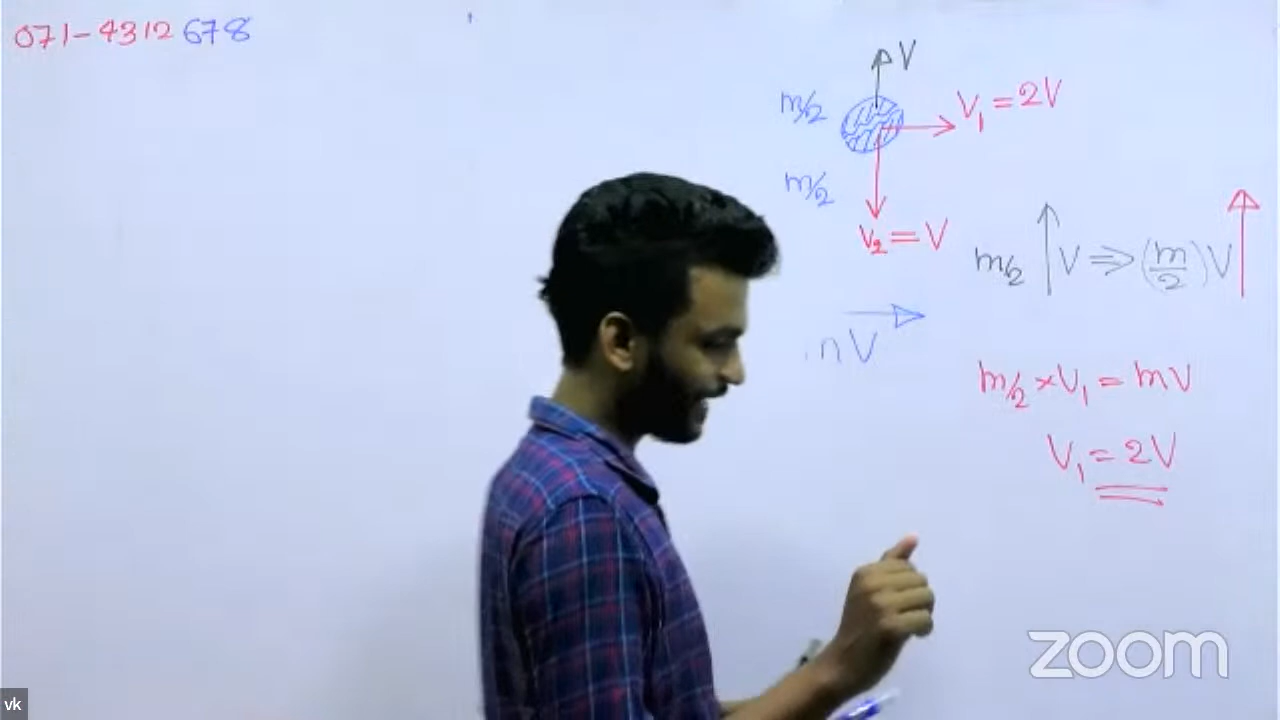 071-4312678
V
m/2
V₁ = 2V
m/2
V₂ = V
m/2 V ⇒ (m/2) V
nV
m/2 × V₁ = mV
V₁ = 2V
zoom
vk